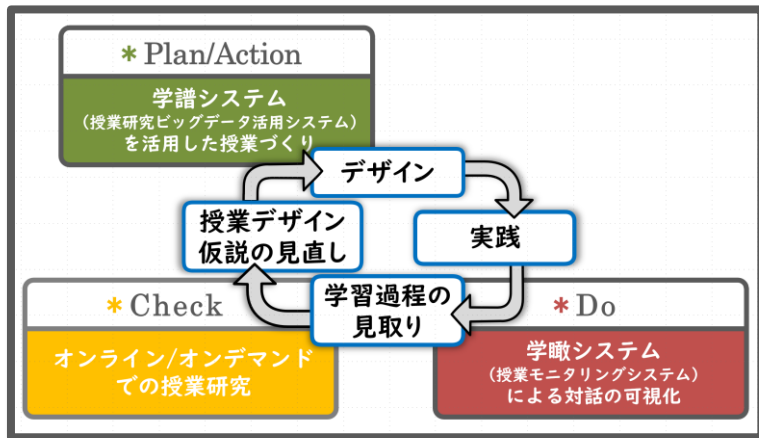 * Plan/Action
学譜システム
（授業研究ビッグデータ活用システム）
を活用した授業づくり
デザイン
授業デザイン
仮説の見直し
実践
学習過程の
見取り
* Check
オンライン/オンデマンド
での授業研究
* Do
学瞰システム
（授業モニタリングシステム）
による対話の可視化